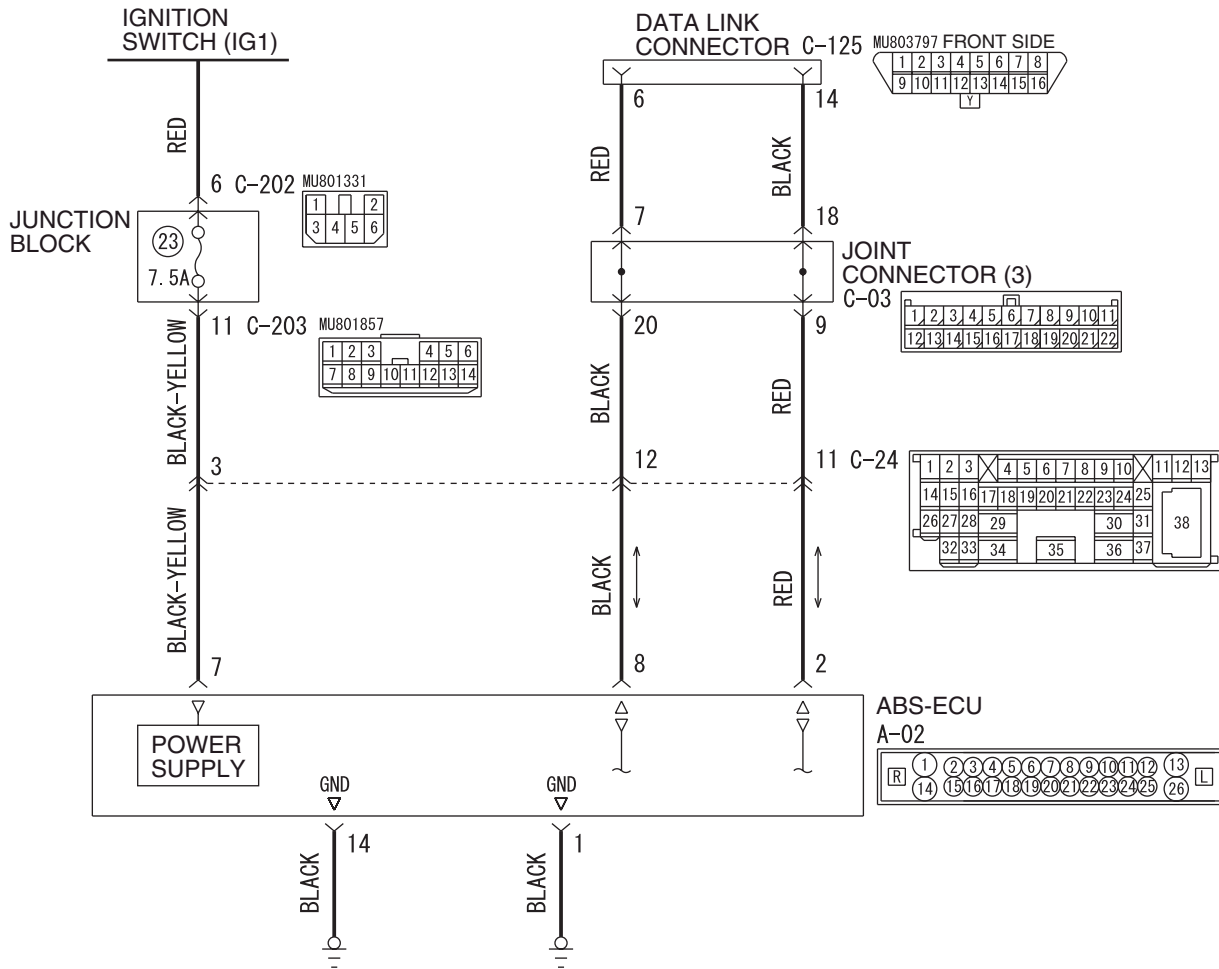 IGNITION
SWITCH (IG1)
DATA LINK
CONNECTOR C-125 MU803797 FRONT SIDE
1 2 3 4 5 6 7 8
9 10 11 12 13 14 15 16
Y
6 14
RED
RED
BLACK
6 C-202 MU801331
1 2
3 4 5 6
7 18
JUNCTION
BLOCK
23
7.5A
JOINT
CONNECTOR (3)
C-03
1 2 3 4 5 6 7 8 9 10 11
12 13 14 15 16 17 18 19 20 21 22
11 C-203 MU801857
1 2 3 4 5 6
7 8 9 10 11 12 13 14
20 9
BLACK-YELLOW
BLACK
RED
3 12 11 C-24
1 2 3 4 5 6 7 8 9 10 11 12 13
14 15 16 17 18 19 20 21 22 23 24 25
26 27 28 29 30 31 38
32 33 34 35 36 37
BLACK-YELLOW
BLACK
RED
7 8 2
ABS-ECU
A-02
POWER
SUPPLY
GND GND
R 1 2 3 4 5 6 7 8 9 10 11 12 13 L
14 15 16 17 18 19 20 21 22 23 24 25 26
14 1
BLACK
BLACK